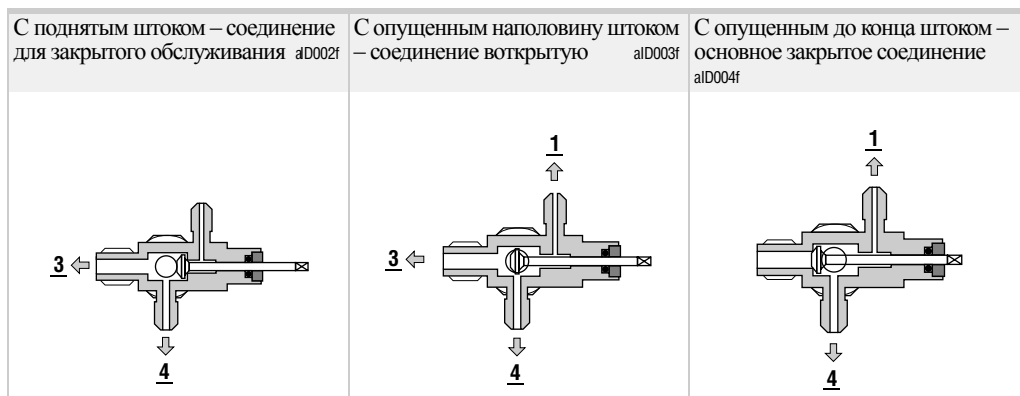 С поднятым штоком – соединение
для закрытого обслуживания aID002f
С опущенным наполовину штоком
– соединение воткрытую aID003f
С опущенным до конца штоком –
основное закрытое соединение
aID004f
3
4
1
3
4
1
4